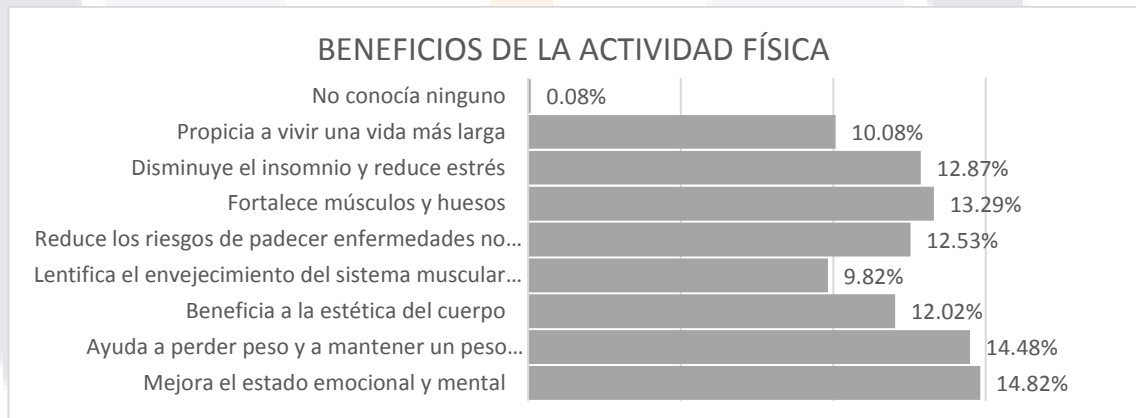 BENEFICIOS DE LA ACTIVIDAD FÍSICA
No conocía ninguno 0.08%
Propicia a vivir una vida más larga 10.08%
Disminuye el insomnio y reduce estrés 12.87%
Fortalece músculos y huesos 13.29%
Reduce los riesgos de padecer enfermedades no… 12.53%
Lentifica el envejecimiento del sistema muscular… 9.82%
Beneficia a la estética del cuerpo 12.02%
Ayuda a perder peso y a mantener un peso… 14.48%
Mejora el estado emocional y mental 14.82%